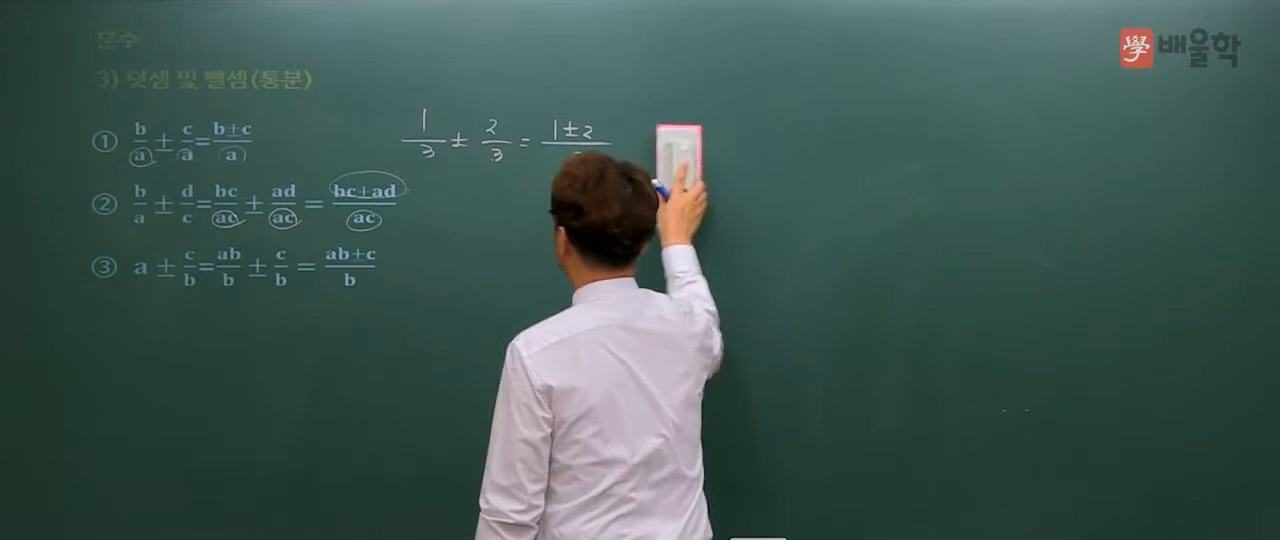 분수
學 배울학
3) 덧셈 및 뺄셈(통분)
① b/a ± c/a = b±c/a
1/3 ± 2/3 = 1±2
② b/a ± d/c = bc/ac ± ad/ac = bc±ad/ac
③ a ± c/b = ab/b ± c/b = ab±c/b